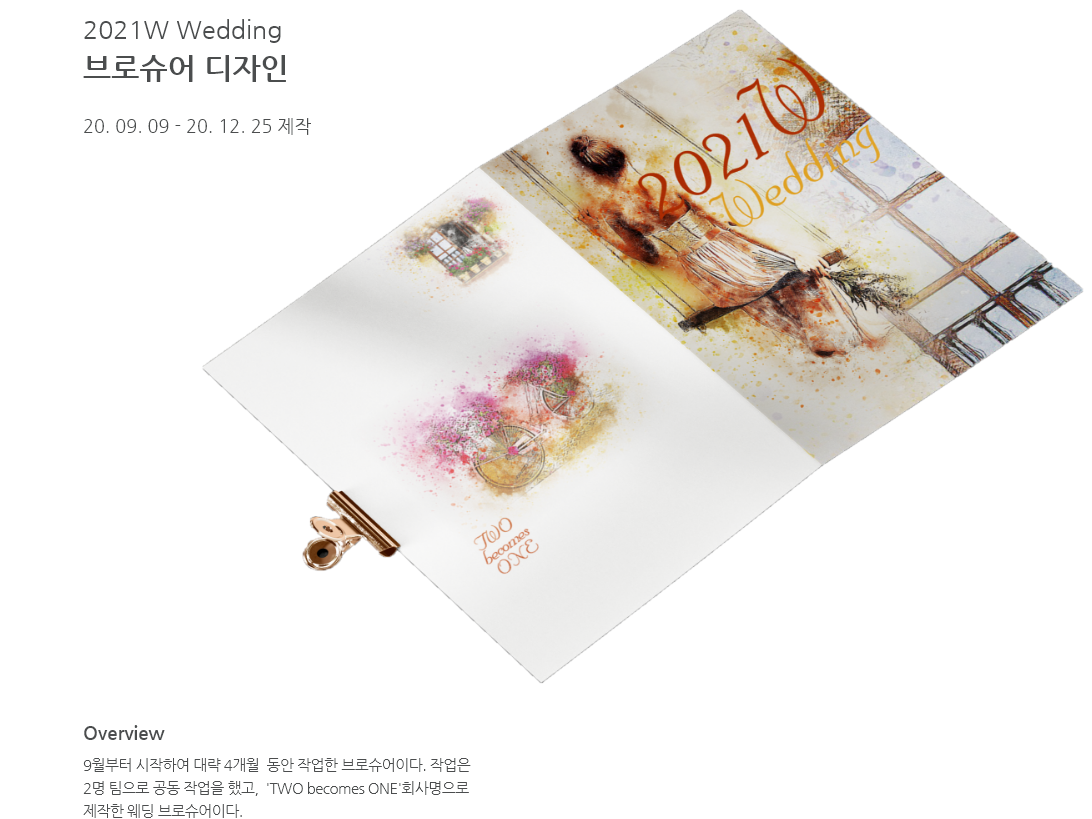 2021W Wedding
브로슈어 디자인
20. 09. 09 - 20. 12. 25 제작
2021W
Wedding
TWO
becomes
ONE
Overview
9월부터 시작하여 대략 4개월 동안 작업한 브로슈어이다. 작업은
2명 팀으로 공동 작업을 했고, 'TWO becomes ONE'회사명으로
제작한 웨딩 브로슈어이다.